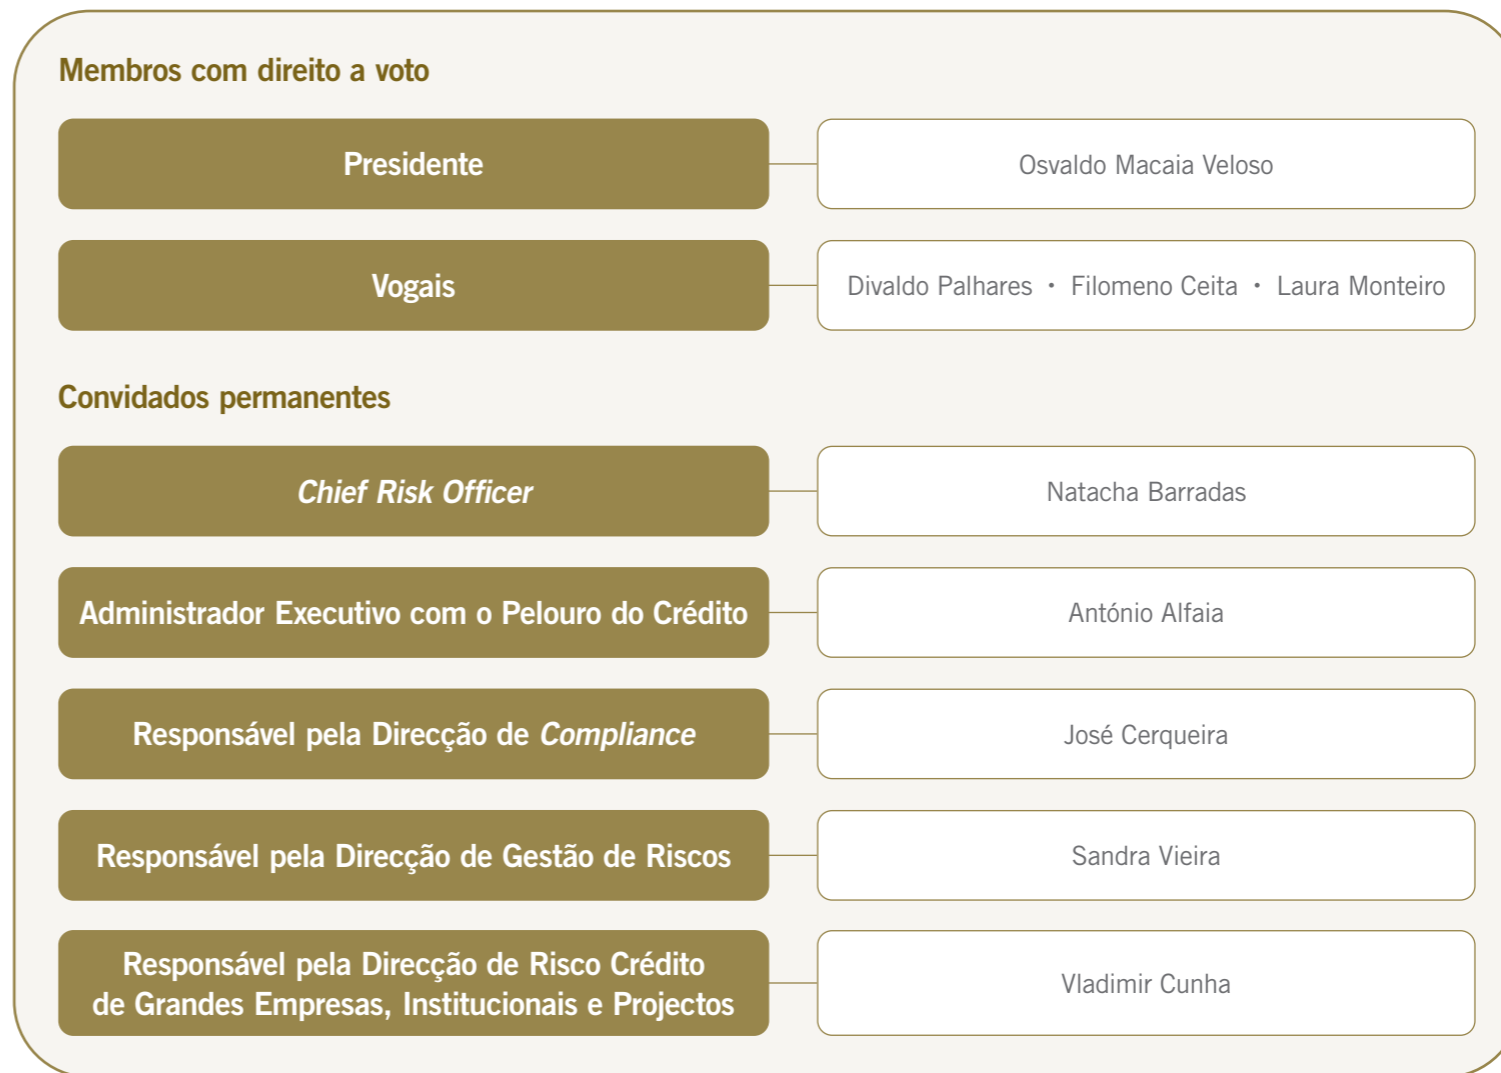 Membros com direito a voto
Presidente
Osvaldo Macaia Veloso
Vogais
Divaldo Palhares • Filomeno Ceita • Laura Monteiro
Convidados permanentes
Chief Risk Officer
Natacha Barradas
Administrador Executivo com o Pelouro do Crédito
António Alfaia
Responsável pela Direcção de Compliance
José Cerqueira
Responsável pela Direcção de Gestão de Riscos
Sandra Vieira
Responsável pela Direcção de Risco Crédito
de Grandes Empresas, Institucionais e Projectos
Vladimir Cunha